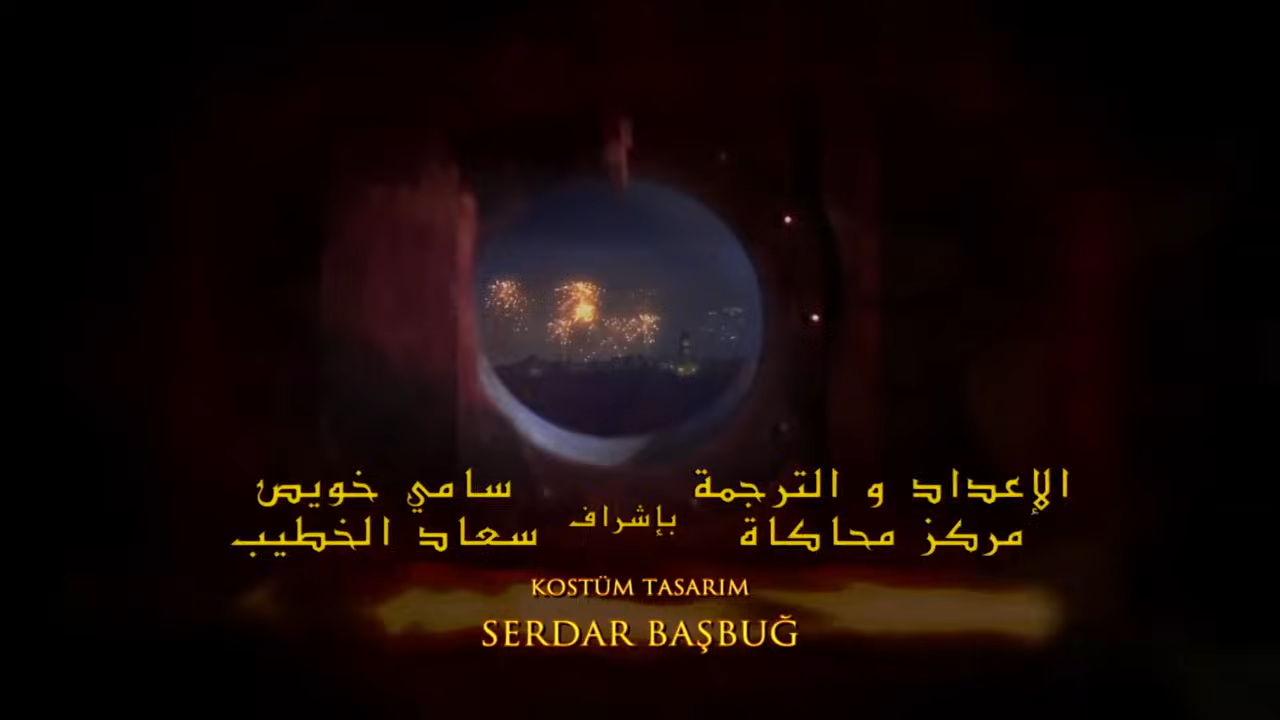 الإعداد و الترجمة
مركز محاكاة
بإشراف
سامي خويص
سعاد الخطيب
KOSTÜM TASARIM
SERDAR BAŞBUĞ